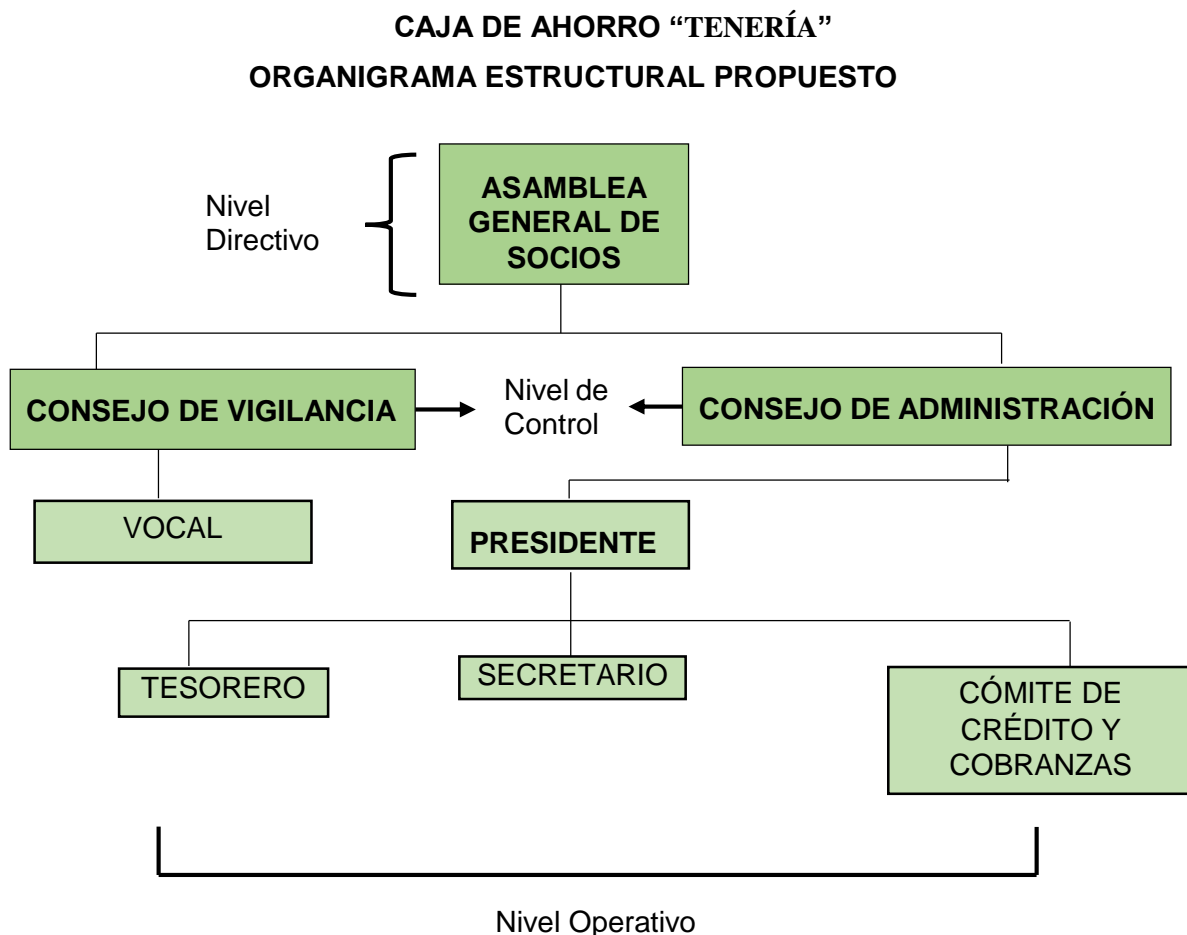 CAJA DE AHORRO “TENERÍA”
ORGANIGRAMA ESTRUCTURAL PROPUESTO
ASAMBLEA
GENERAL DE
SOCIOS
Nivel
Directivo
CONSEJO DE VIGILANCIA
Nivel de
Control
CONSEJO DE ADMINISTRACIÓN
VOCAL
PRESIDENTE
TESORERO
SECRETARIO
CÓMITE DE
CRÉDITO Y
COBRANZAS
Nivel Operativo